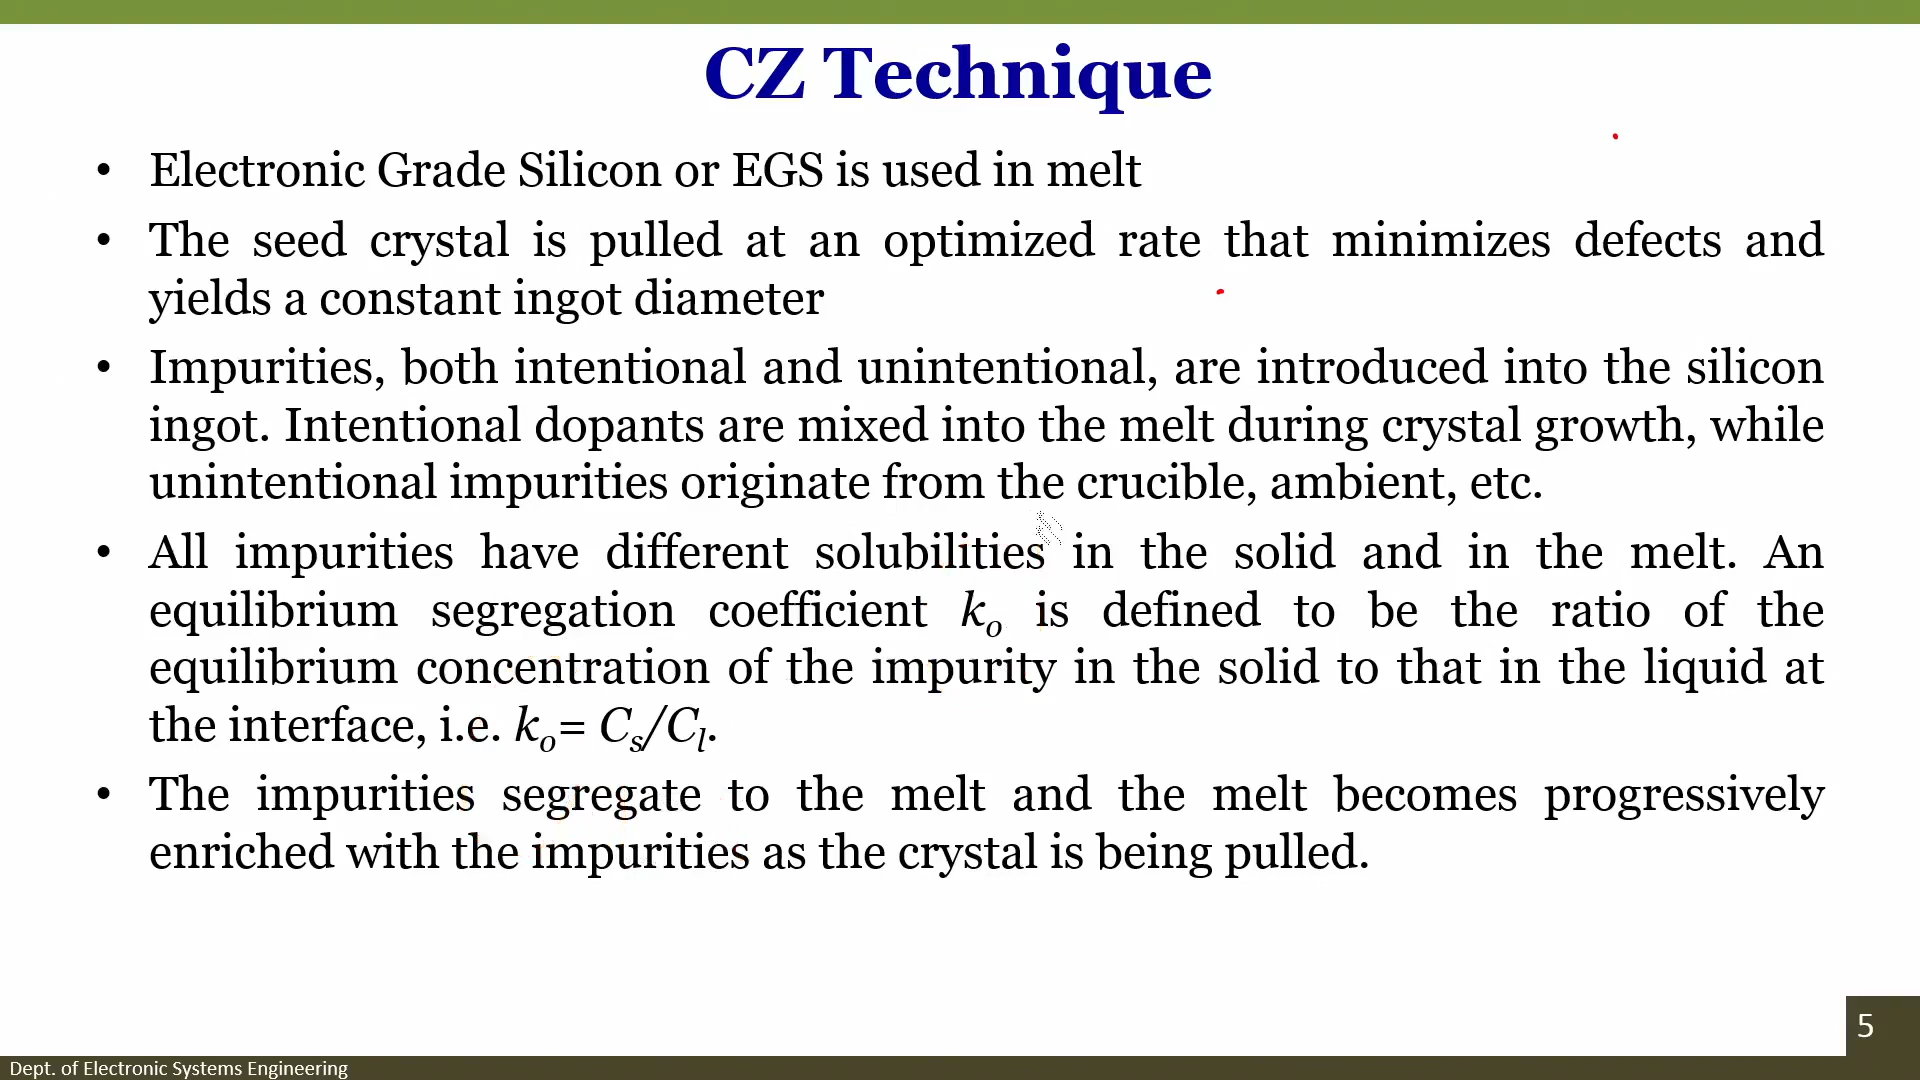 CZ Technique
• Electronic Grade Silicon or EGS is used in melt
• The seed crystal is pulled at an optimized rate that minimizes defects and
yields a constant ingot diameter
• Impurities, both intentional and unintentional, are introduced into the silicon
ingot. Intentional dopants are mixed into the melt during crystal growth, while
unintentional impurities originate from the crucible, ambient, etc.
• All impurities have different solubilities in the solid and in the melt. An
equilibrium segregation coefficient kₒ is defined to be the ratio of the
equilibrium concentration of the impurity in the solid to that in the liquid at
the interface, i.e. kₒ= Cₛ/Cₗ.
• The impurities segregate to the melt and the melt becomes progressively
enriched with the impurities as the crystal is being pulled.
5
Dept. of Electronic Systems Engineering